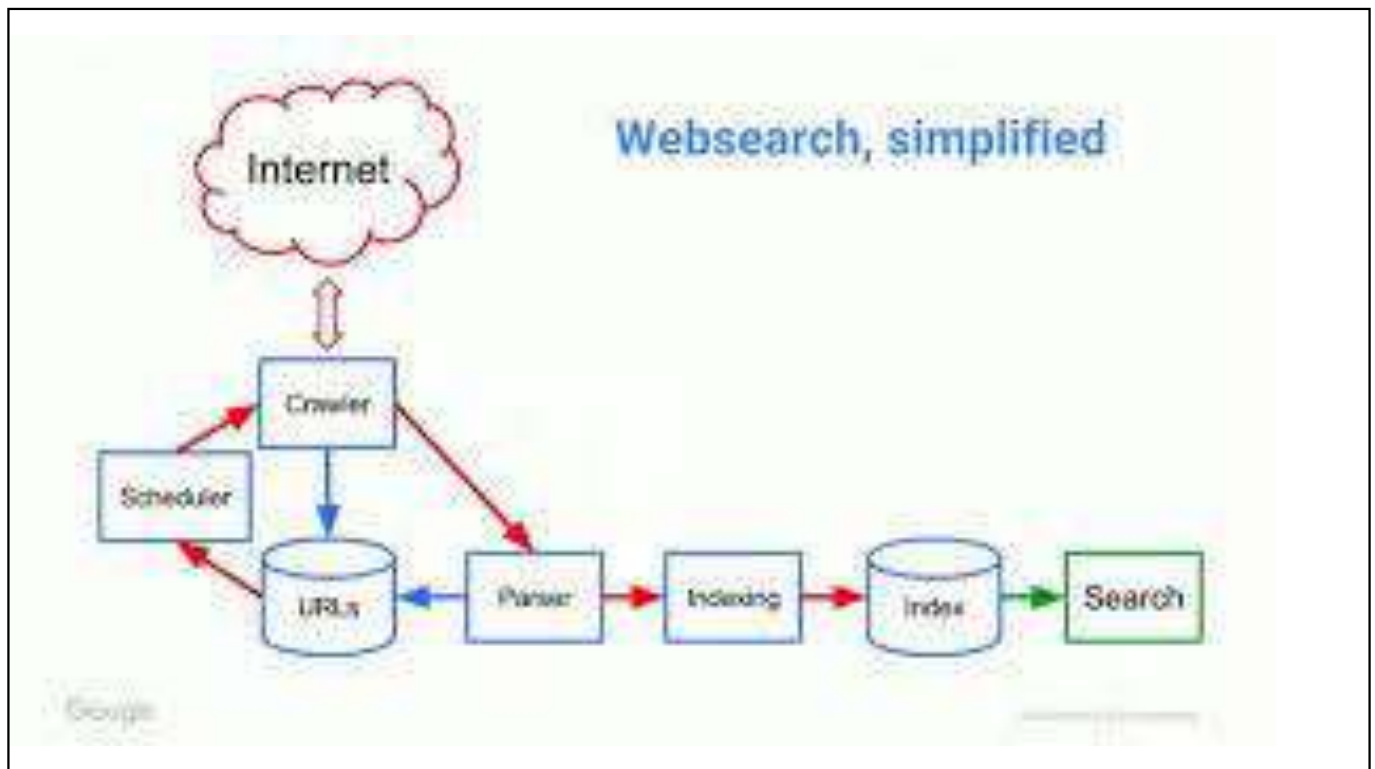 Internet
Websearch, simplified
Crawler
Scheduler
URLs
Parser
Indexing
Index
Search
Google